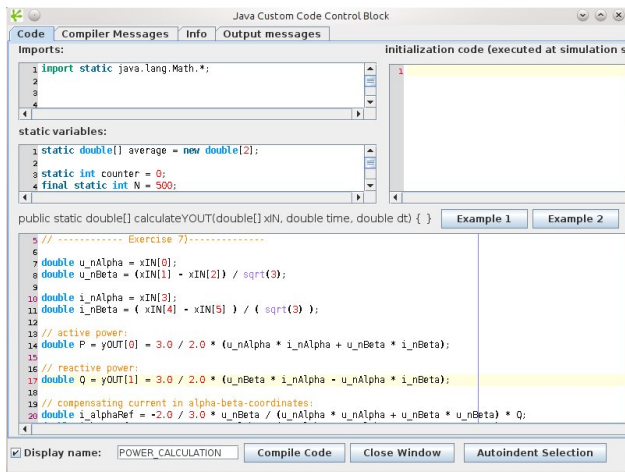 Java Custom Code Control Block
Code Compiler Messages Info Output messages
Imports:
1 import static java.lang.Math.*;
2
3
4
initialization code (executed at simulation s
1
static variables:
1 static double[] average = new double[2];
2
3 static int counter = 0;
4 final static int N = 500;
public static double[] calculateYOUT(double[] xIN, double time, double dt) { } Example 1 Example 2
5 // ------------ Exercise 7)--------------
6
7 double u_nAlpha = xIN[0];
8 double u_nBeta = (xIN[1] - xIN[2]) / sqrt(3);
9
10 double i_nAlpha = xIN[3];
11 double i_nBeta = ( xIN[4] - xIN[5] ) / ( sqrt(3) );
12
13 // active power:
14 double P = yOUT[0] = 3.0 / 2.0 * (u_nAlpha * i_nAlpha + u_nBeta * i_nBeta);
15
16 // reactive power:
17 double Q = yOUT[1] = 3.0 / 2.0 * (u_nBeta * i_nAlpha - u_nAlpha * i_nBeta);
18
19 // compensating current in alpha-beta-coordinates:
20 double i_alphaRef = -2.0 / 3.0 * u_nBeta / (u_nAlpha * u_nAlpha + u_nBeta * u_nBeta) * Q;
Display name: POWER_CALCULATION Compile Code Close Window Autoindent Selection